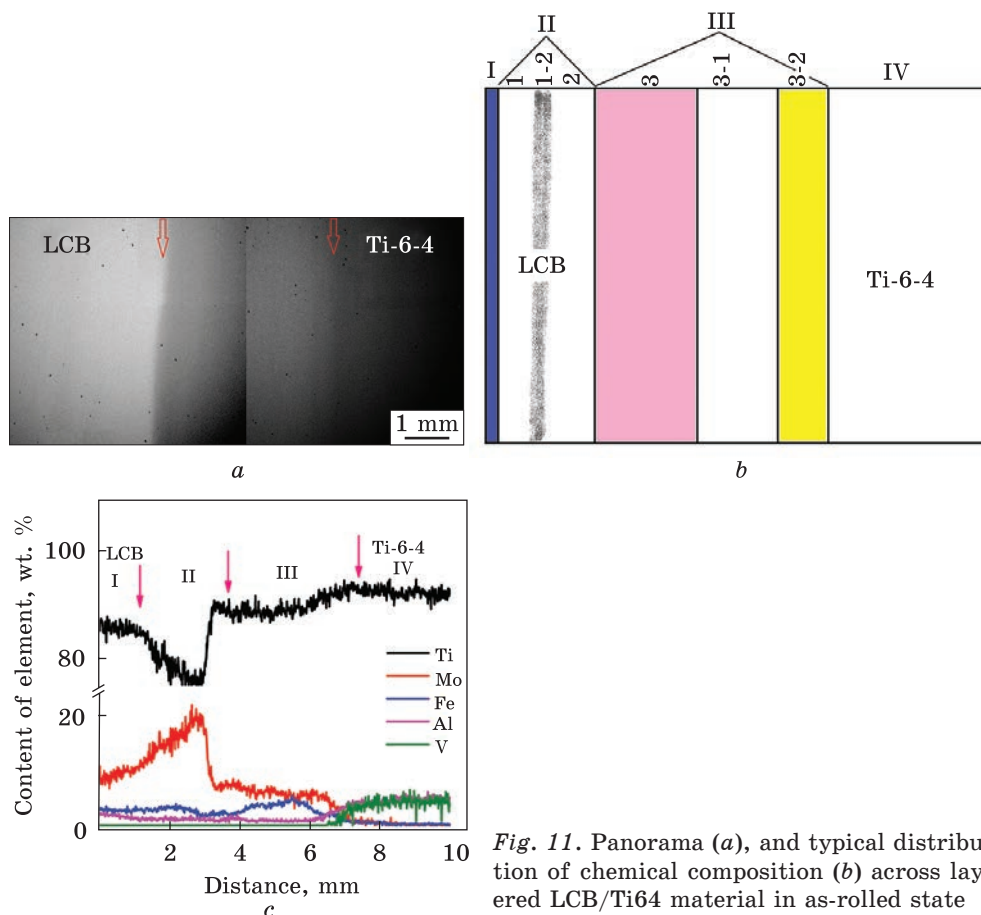 LCB
Ti-6-4
1 mm
a
II
III
I
1
1-2
2
3
3-1
3-2
IV
LCB
Ti-6-4
b
Content of element, wt. %
100
80
20
0
LCB
I
II
III
Ti-6-4
IV
Ti
Mo
Fe
Al
V
2
4
6
8
10
Distance, mm
c
Fig. 11. Panorama (a), and typical distribu-
tion of chemical composition (b) across lay-
ered LCB/Ti64 material in as-rolled state